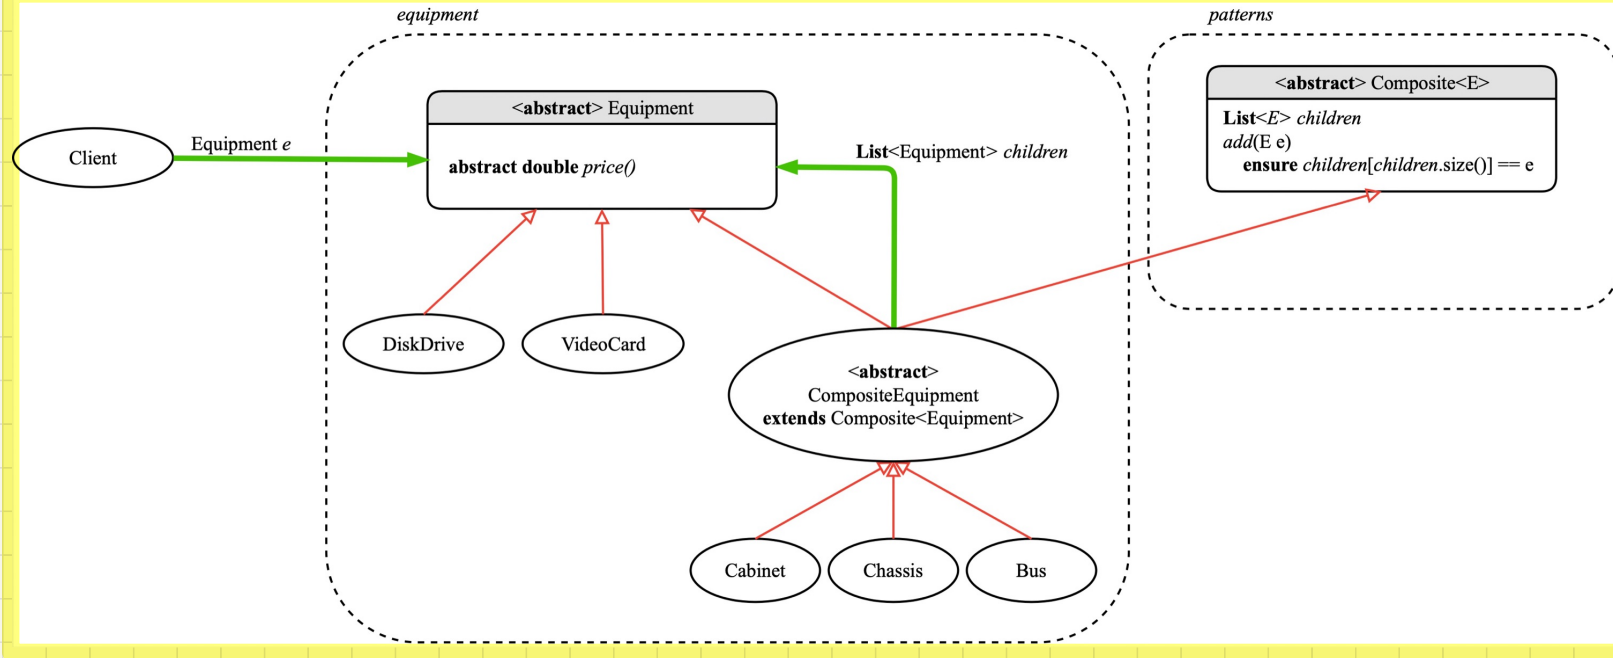 equipment
patterns
<abstract> Equipment
<abstract> Composite<E>
List<E> children
add(E e)
ensure children[children.size()] == e
Client
Equipment e
abstract double price()
List<Equipment> children
DiskDrive
VideoCard
<abstract>
CompositeEquipment
extends Composite<Equipment>
Cabinet
Chassis
Bus